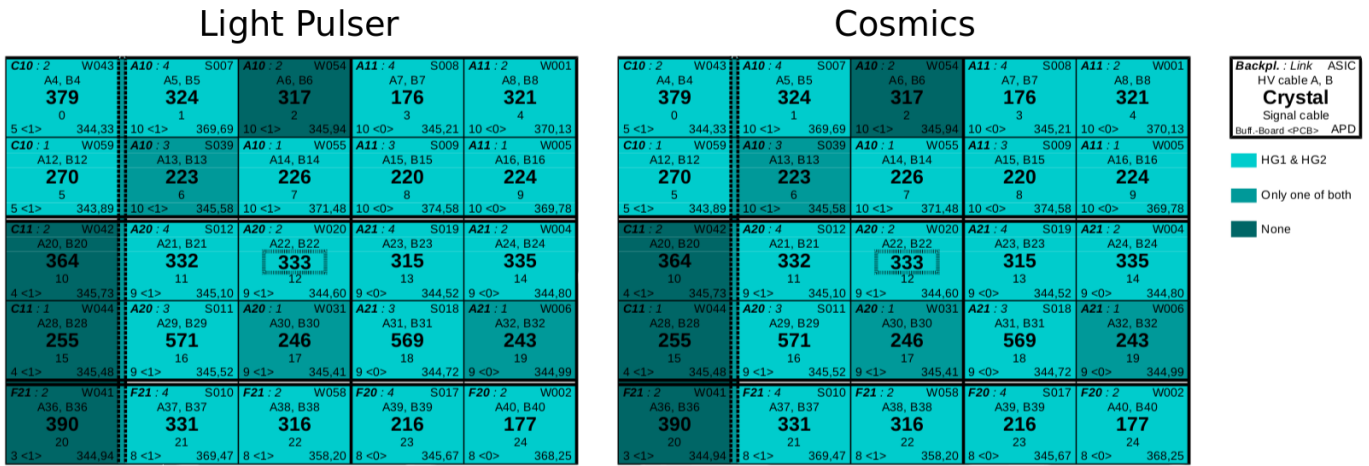 Light Pulser
Cosmics
C10 : 2 W043 A10 : 4 S007 A10 : 2 W054 A11 : 4 S008 A11 : 2 W001
A4, B4 A5, B5 A6, B6 A7, B7 A8, B8
379 324 317 176 321
0 1 2 3 4
5 <1> 344,33 10 <1> 369,69 10 <1> 345,94 10 <0> 345,21 10 <0> 370,13
C10 : 1 W059 A10 : 3 S039 A10 : 1 W055 A11 : 3 S009 A11 : 1 W005
A12, B12 A13, B13 A14, B14 A15, B15 A16, B16
270 223 226 220 224
5 6 7 8 9
5 <1> 343,89 10 <1> 345,58 10 <1> 371,48 10 <0> 374,58 10 <0> 369,78
C11 : 2 W042 A20 : 4 S012 A20 : 2 W020 A21 : 4 S019 A21 : 2 W004
A20, B20 A21, B21 A22, B22 A23, B23 A24, B24
364 332 333 315 335
10 11 12 13 14
4 <1> 345,73 9 <1> 345,10 9 <1> 344,60 9 <0> 344,52 9 <0> 344,80
C11 : 1 W044 A20 : 3 S011 A20 : 1 W031 A21 : 3 S018 A21 : 1 W006
A28, B28 A29, B29 A30, B30 A31, B31 A32, B32
255 571 246 569 243
15 16 17 18 19
4 <1> 345,48 9 <1> 345,52 9 <1> 345,41 9 <0> 344,72 9 <0> 344,99
F21 : 2 W041 F21 : 4 S010 F21 : 2 W058 F20 : 4 S017 F20 : 2 W002
A36, B36 A37, B37 A38, B38 A39, B39 A40, B40
390 331 316 216 177
20 21 22 23 24
3 <1> 344,94 8 <1> 369,47 8 <1> 358,20 8 <0> 345,67 8 <0> 368,25
C10 : 2 W043 A10 : 4 S007 A10 : 2 W054 A11 : 4 S008 A11 : 2 W001
A4, B4 A5, B5 A6, B6 A7, B7 A8, B8
379 324 317 176 321
0 1 2 3 4
5 <1> 344,33 10 <1> 369,69 10 <1> 345,94 10 <0> 345,21 10 <0> 370,13
C10 : 1 W059 A10 : 3 S039 A10 : 1 W055 A11 : 3 S009 A11 : 1 W005
A12, B12 A13, B13 A14, B14 A15, B15 A16, B16
270 223 226 220 224
5 6 7 8 9
5 <1> 343,89 10 <1> 345,58 10 <1> 371,48 10 <0> 374,58 10 <0> 369,78
C11 : 2 W042 A20 : 4 S012 A20 : 2 W020 A21 : 4 S019 A21 : 2 W004
A20, B20 A21, B21 A22, B22 A23, B23 A24, B24
364 332 333 315 335
10 11 12 13 14
4 <1> 345,73 9 <1> 345,10 9 <1> 344,60 9 <0> 344,52 9 <0> 344,80
C11 : 1 W044 A20 : 3 S011 A20 : 1 W031 A21 : 3 S018 A21 : 1 W006
A28, B28 A29, B29 A30, B30 A31, B31 A32, B32
255 571 246 569 243
15 16 17 18 19
4 <1> 345,48 9 <1> 345,52 9 <1> 345,41 9 <0> 344,72 9 <0> 344,99
F21 : 2 W041 F21 : 4 S010 F21 : 2 W058 F20 : 4 S017 F20 : 2 W002
A36, B36 A37, B37 A38, B38 A39, B39 A40, B40
390 331 316 216 177
20 21 22 23 24
3 <1> 344,94 8 <1> 369,47 8 <1> 358,20 8 <0> 345,67 8 <0> 368,25
Backpl. : Link ASIC
HV cable A, B
Crystal
Signal cable
Buff.-Board <PCB> APD
HG1 & HG2
Only one of both
None